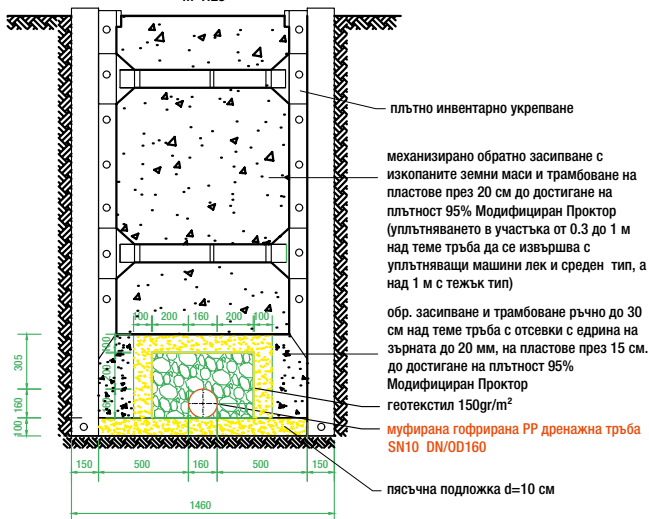 плътно инвентарно укрепване
механизирано обратно засипване с
изкопаните земни маси и трамбоване на
пластове през 20 см до достигане на
плътност 95% Модифициран Проктор
(уплътняването в участъка от 0.3 до 1 м
над теме тръба да се извършва с
уплътняващи машини лек и среден тип, а
над 1 м с тежък тип)
обр. засипване и трамбоване ръчно до 30
см над теме тръба с отсевки с едрина на
зърната до 20 мм, на пластове през 15 см.
до достигане на плътност 95%
Модифициран Проктор
геотекстил 150gr/m²
муфирана гофрирана PP дренажна тръба
SN10 DN/OD160
пясъчна подложка d=10 см
100 200 160 200 100
305
160
100
150 500 160 500 150
1460